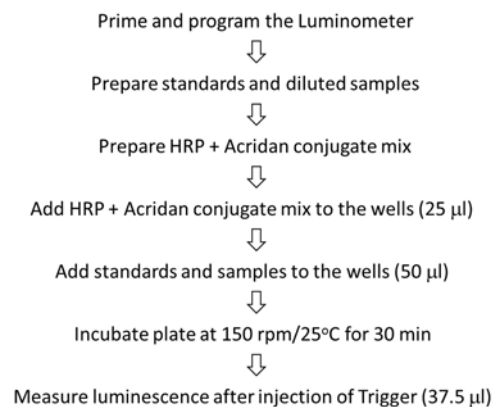 Prime and program the Luminometer
Prepare standards and diluted samples
Prepare HRP + Acridan conjugate mix
Add HRP + Acridan conjugate mix to the wells (25 µl)
Add standards and samples to the wells (50 µl)
Incubate plate at 150 rpm/25°C for 30 min
Measure luminescence after injection of Trigger (37.5 µl)